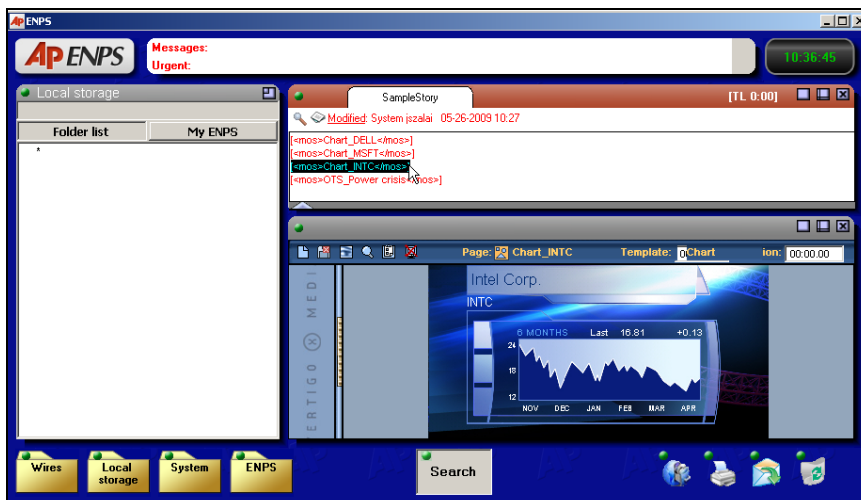 AP ENPS
AP ENPS
Messages:
Urgent:
10:36:45
Local storage
Folder list My ENPS
*
SampleStory [TL 0:00]
Modified: System jszalai 05-26-2009 10:27
[<mos>Chart_DELL</mos>]
[<mos>Chart_MSFT</mos>]
[<mos>Chart_INTC</mos>]
[<mos>OTS_Power crisis</mos>]
Page: Chart_INTC Template: 0Chart ion: 00:00.00
VERTIGO X MEDI
Intel Corp.
INTC
6 MONTHS Last 16.81 +0.13
24
18
12
NOV DEC JAN FEB MAR APR
Wires
Local storage
System
ENPS
Search